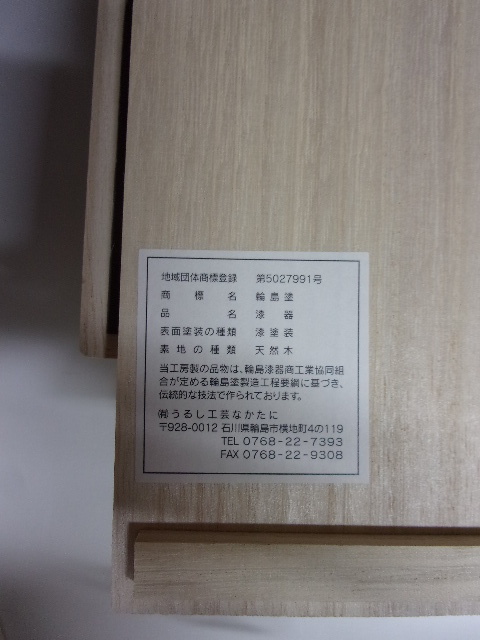 地域団体商標登録 第5027991号
商標名 輪島塗
品名 漆器
表面塗装の種類 漆塗装
素地の種類 天然木
当工房製の品物は、輪島漆器商工業協同組
合が定める輪島塗製造工程要綱に基づき、
伝統的な技法で作られております。
㈲うるし工芸なかたに
〒928-0012 石川県輪島市横地町4の119
TEL 0768-22-7393
FAX 0768-22-9308